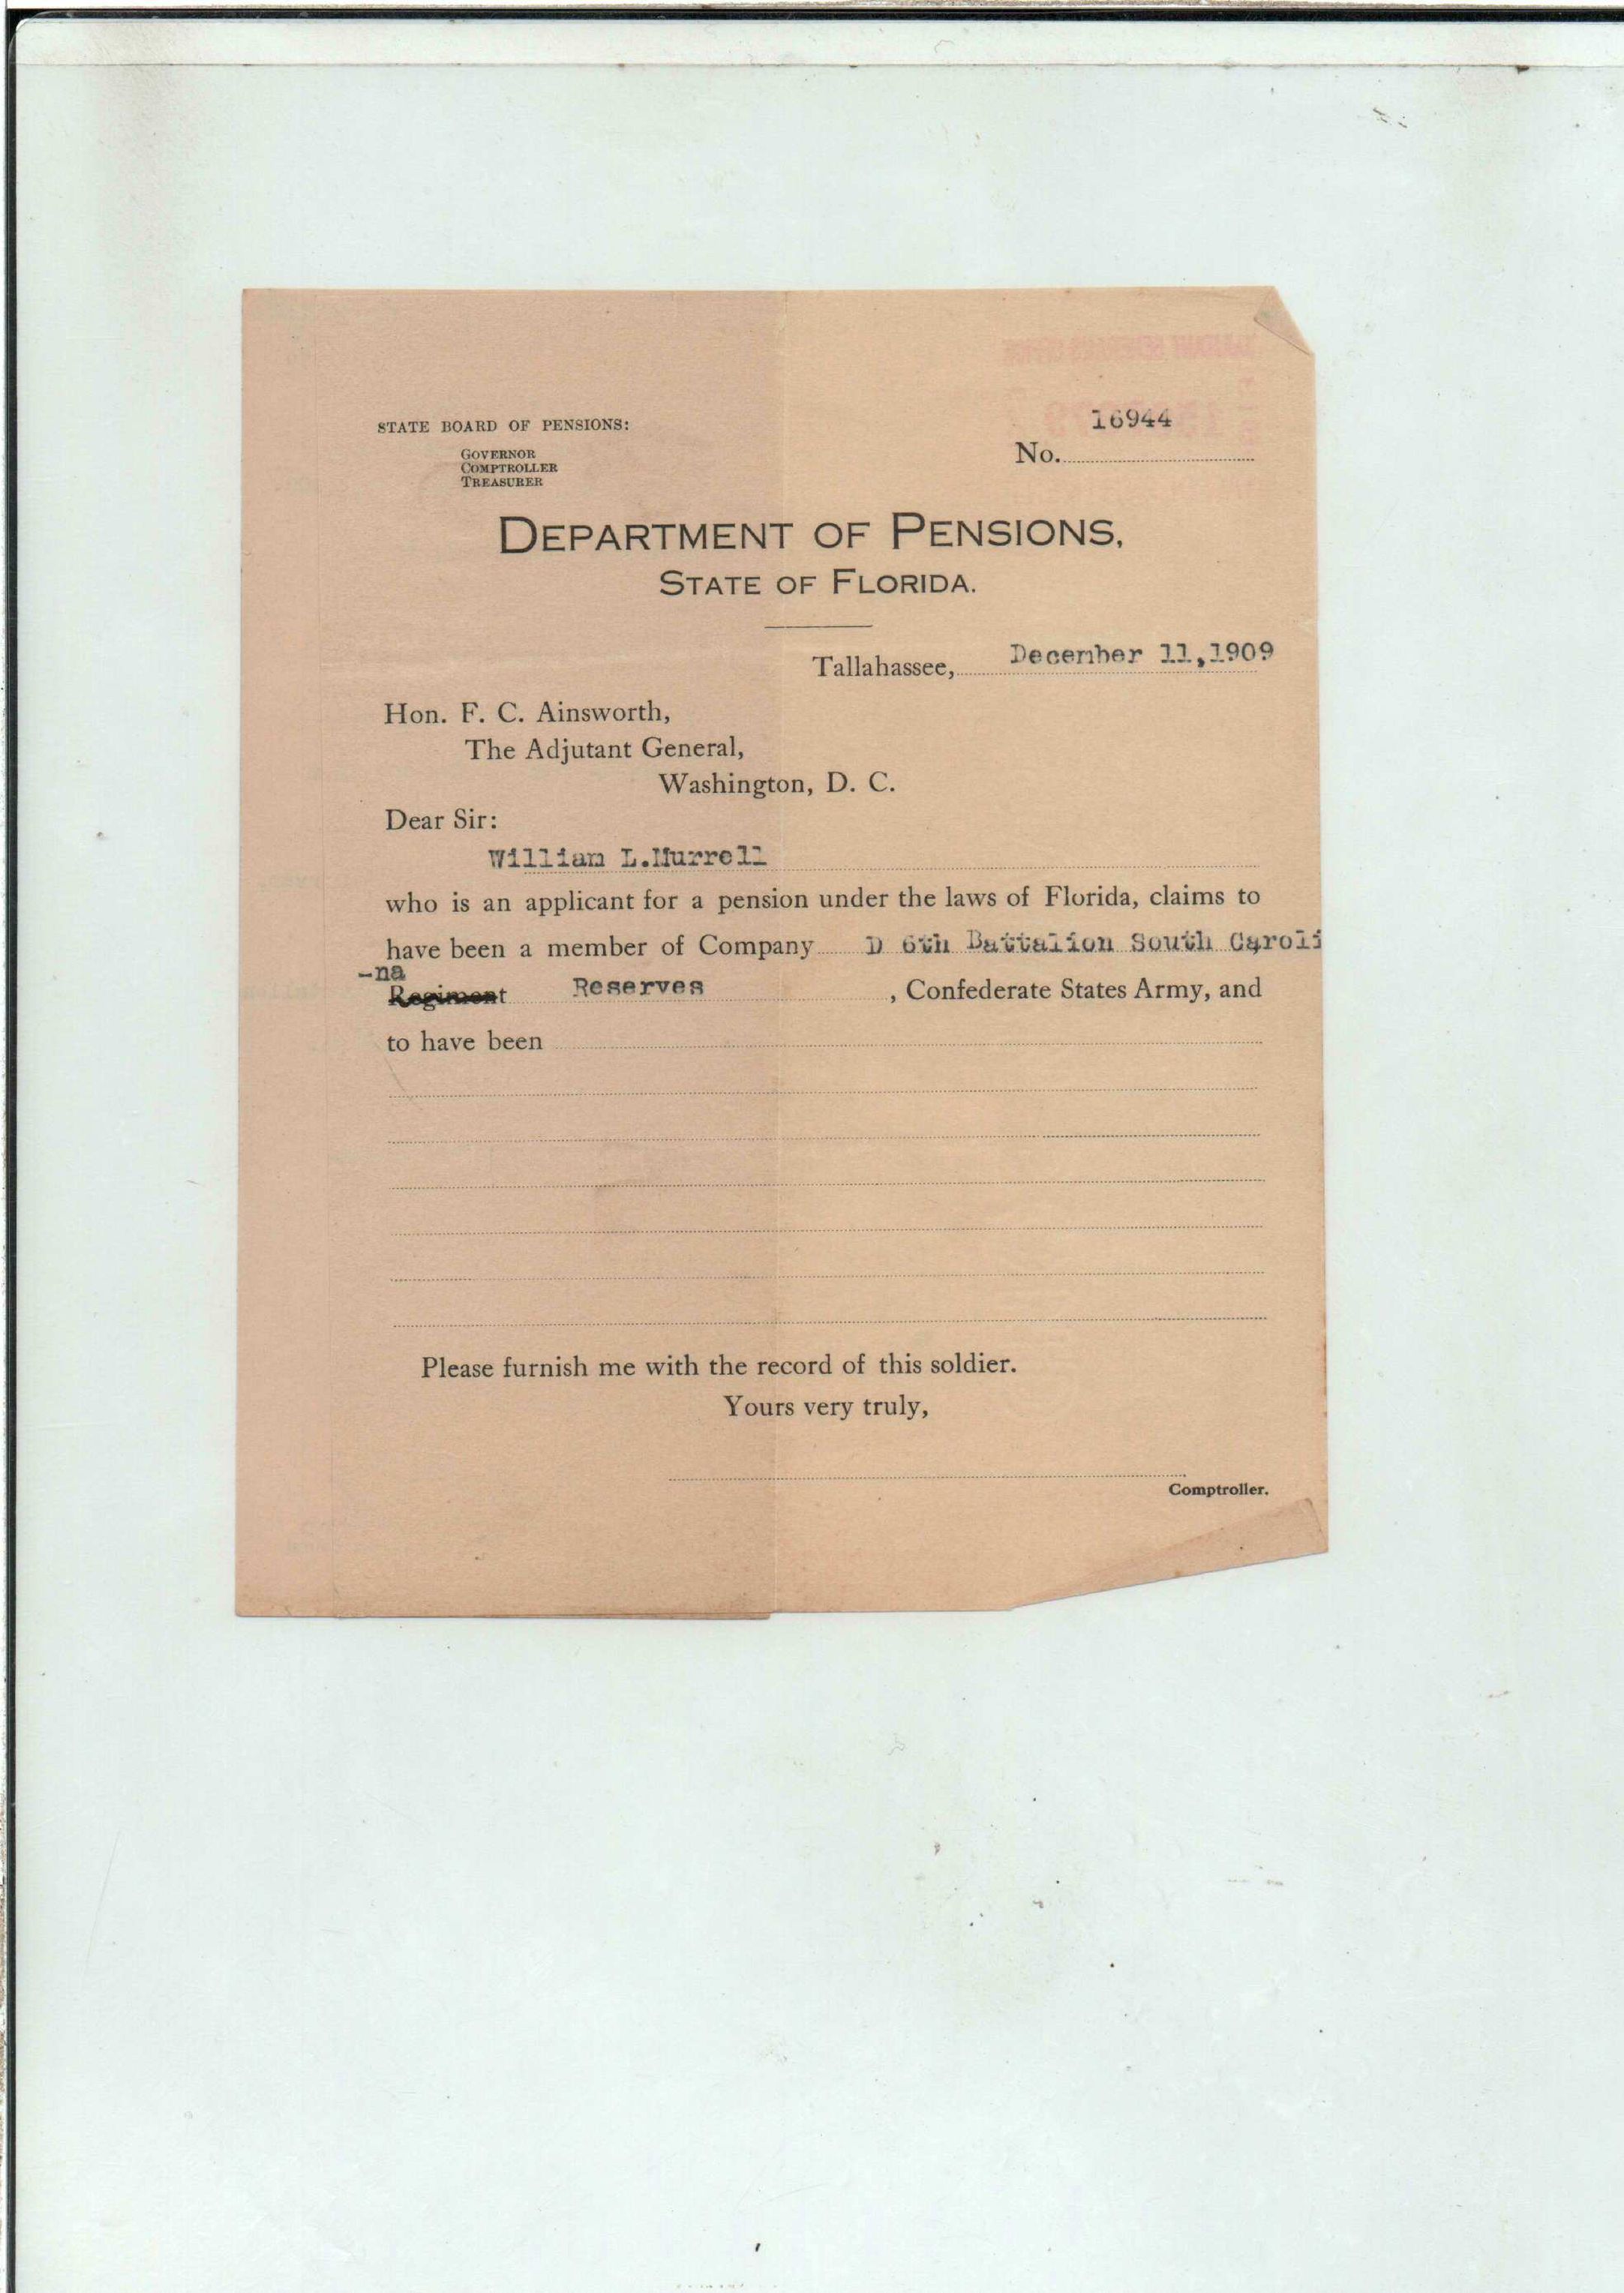 STATE BOARD OF PENSIONS:
GOVERNOR
COMPTROLLER
TREASURER
16944
No.
DEPARTMENT OF PENSIONS,
STATE OF FLORIDA.
Tallahassee, December 11,1909
Hon. F. C. Ainsworth,
The Adjutant General,
Washington, D. C.
Dear Sir:
William L.Murrell
who is an applicant for a pension under the laws of Florida, claims to
have been a member of Company D 6th Battalion South Caroli
-na
Regiment Reserves , Confederate States Army, and
to have been
Please furnish me with the record of this soldier.
Yours very truly,
Comptroller.